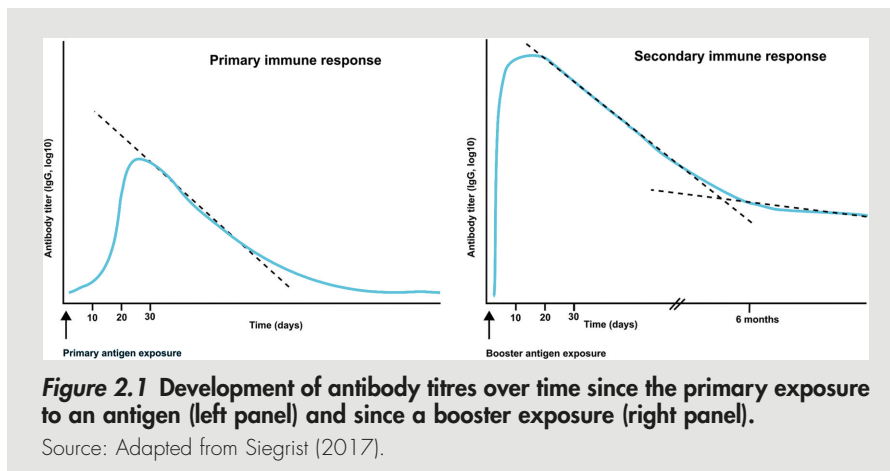 Primary immune response
Antibody titer (IgG, log10)
10 20 30
Time (days)
Primary antigen exposure
Secondary immune response
Antibody titer (IgG, log10)
10 20 30
Time (days)
6 months
Booster antigen exposure
Figure 2.1 Development of antibody titres over time since the primary exposure
to an antigen (left panel) and since a booster exposure (right panel).
Source: Adapted from Siegrist (2017).